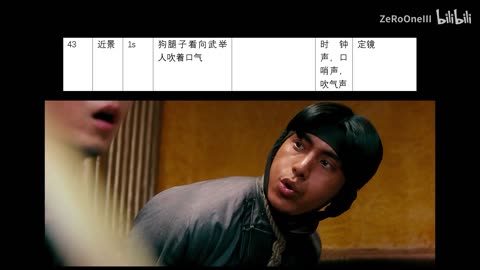 ZeRoOneIII bilibili
43 近景 1s 狗腿子看向武举 时钟
人吹着口气 声，口
哨声，
吹气声
定镜